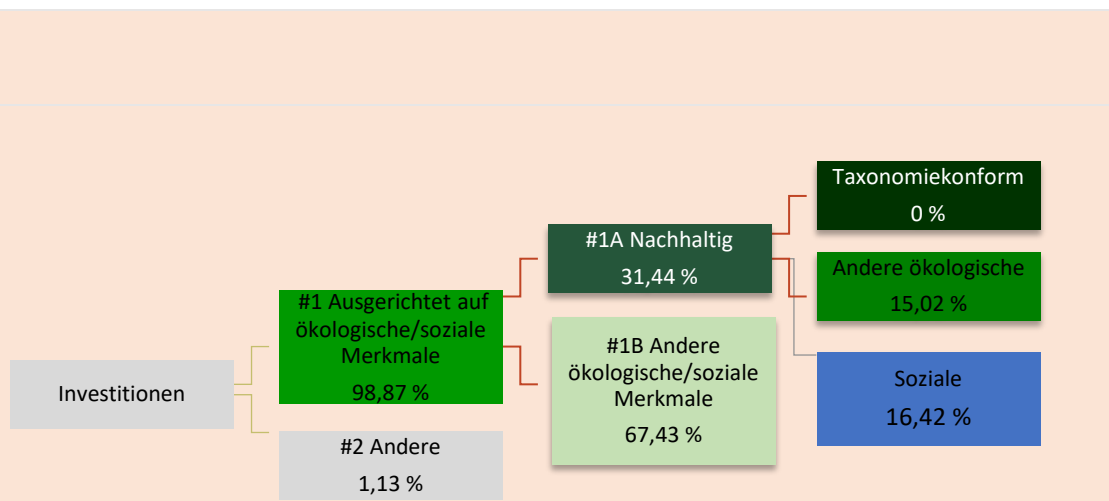 Investitionen
#1 Ausgerichtet auf
ökologische/soziale
Merkmale
98,87 %
#2 Andere
1,13 %
#1A Nachhaltig
31,44 %
#1B Andere
ökologische/soziale
Merkmale
67,43 %
Taxonomiekonform
0 %
Andere ökologische
15,02 %
Soziale
16,42 %